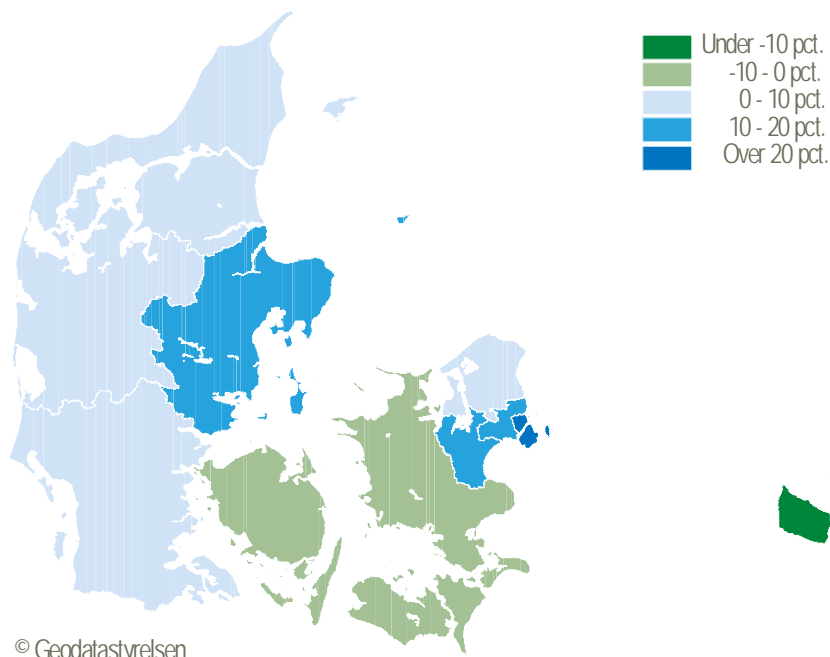 Under -10 pct.
-10 - 0 pct.
0 - 10 pct.
10 - 20 pct.
Over 20 pct.
© Geodatastyrelsen